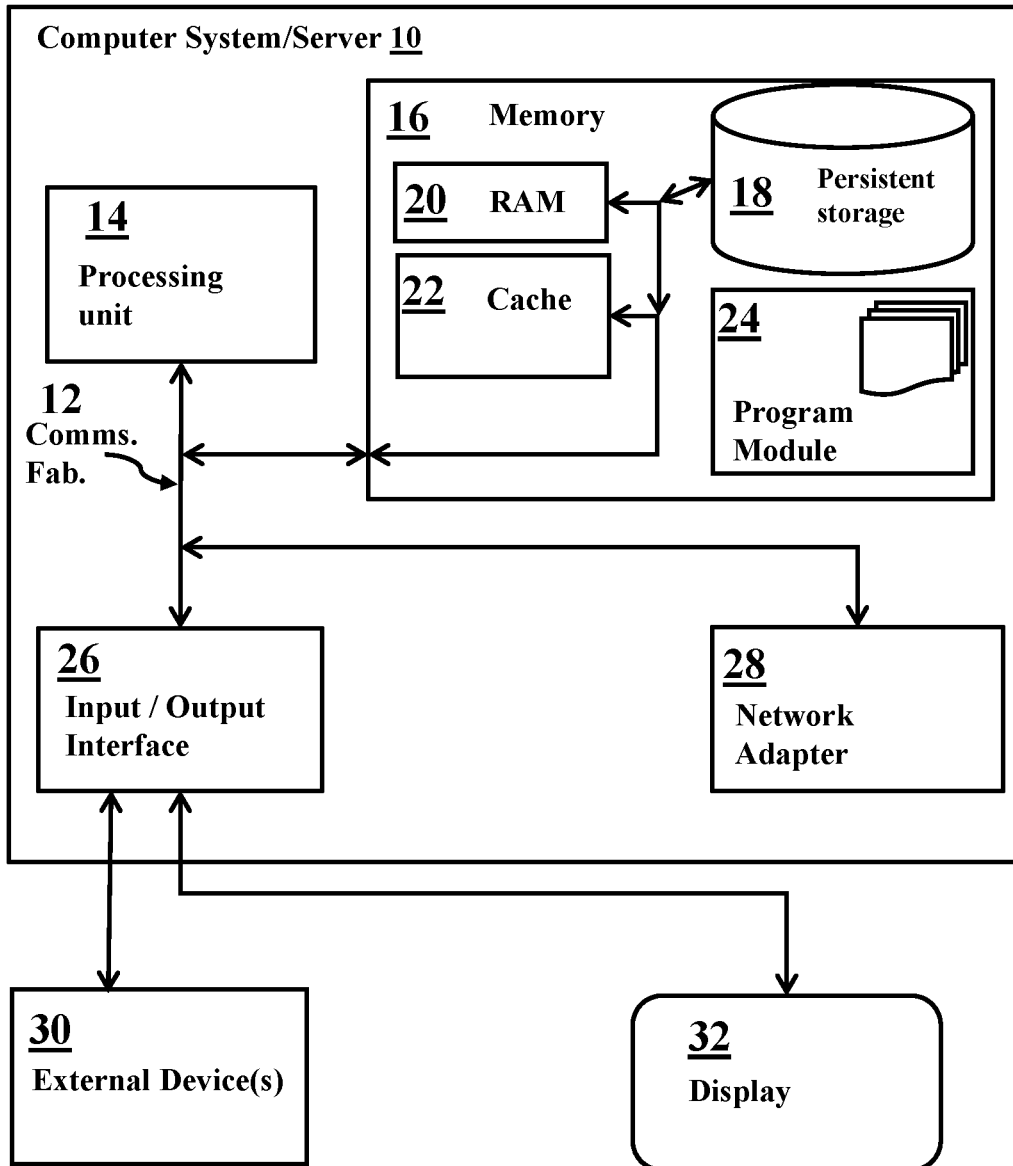 Computer System/Server 10
16 Memory
20 RAM
18 Persistent
storage
22 Cache
24
Program
Module
14
Processing
unit
12
Comms.
Fab.
26
Input / Output
Interface
28
Network
Adapter
30
External Device(s)
32
Display